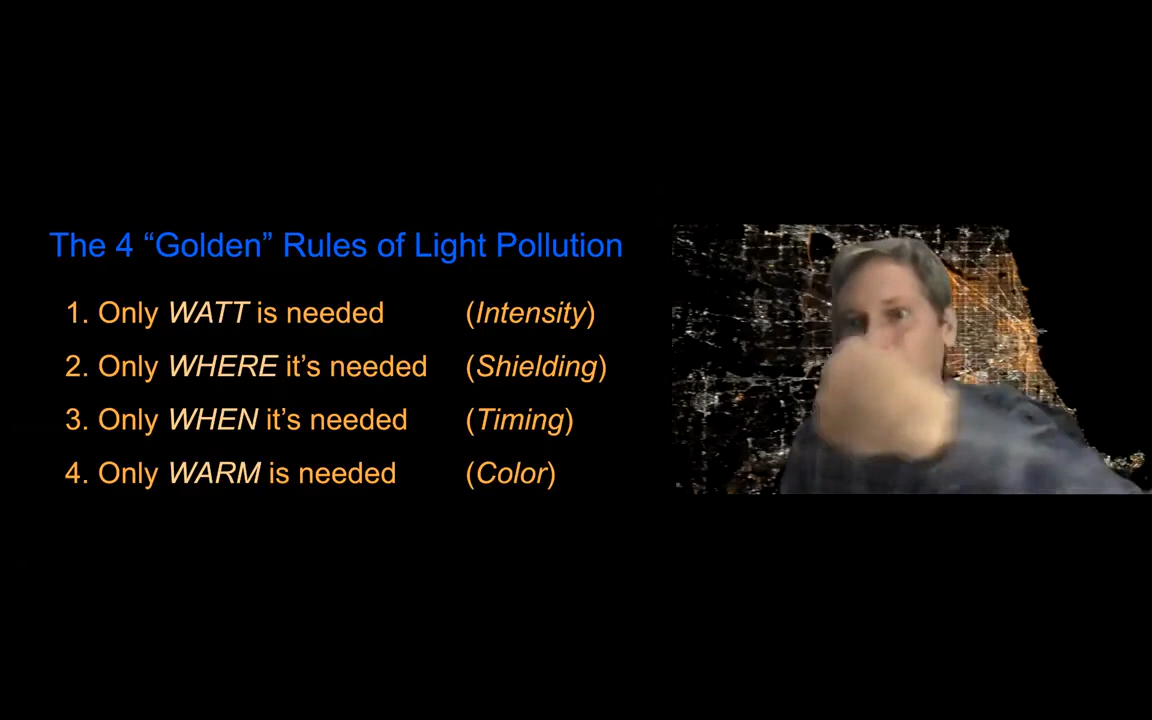 The 4 “Golden” Rules of Light Pollution
1. Only WATT is needed (Intensity)
2. Only WHERE it’s needed (Shielding)
3. Only WHEN it’s needed (Timing)
4. Only WARM is needed (Color)